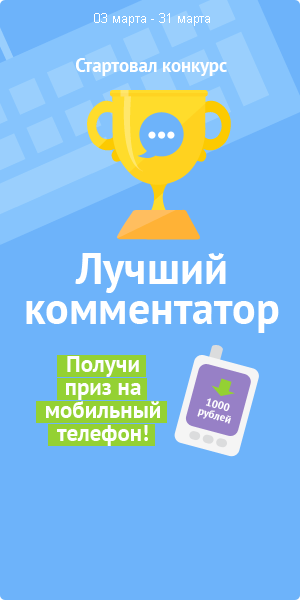 03 марта - 31 марта
Стартовал конкурс
Лучший
комментатор
Получи
приз на
мобильный
телефон!
1000
рублей